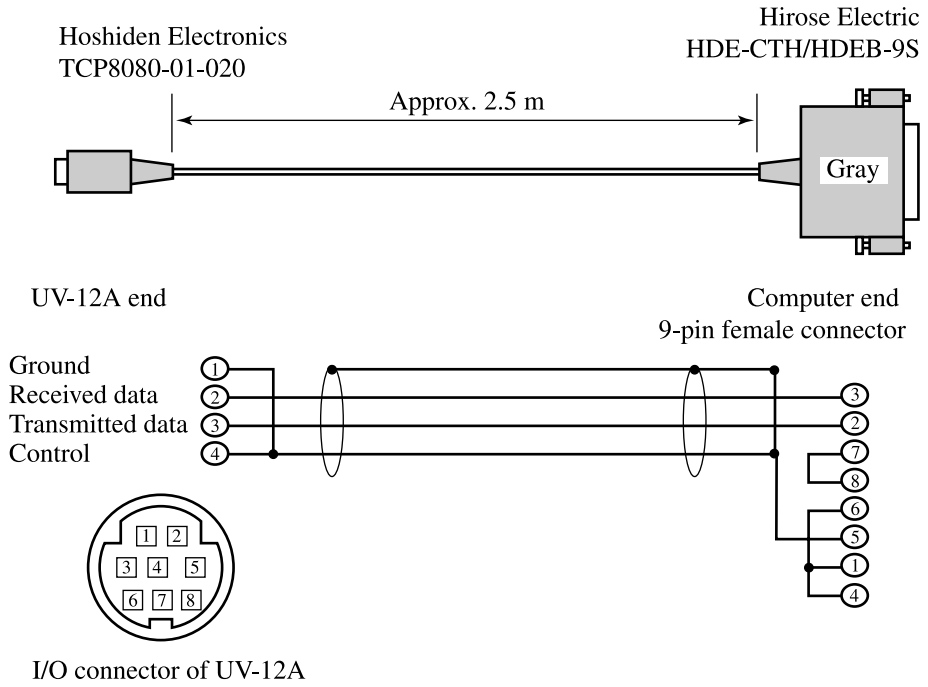 Hoshiden Electronics
TCP8080-01-020
Hirose Electric
HDE-CTH/HDEB-9S
Approx. 2.5 m
Gray
UV-12A end
Computer end
9-pin female connector
Ground 1
Received data 2 3
Transmitted data 3 2
Control 4 7
8
6
5
1
4
1 2
3 4 5
6 7 8
I/O connector of UV-12A